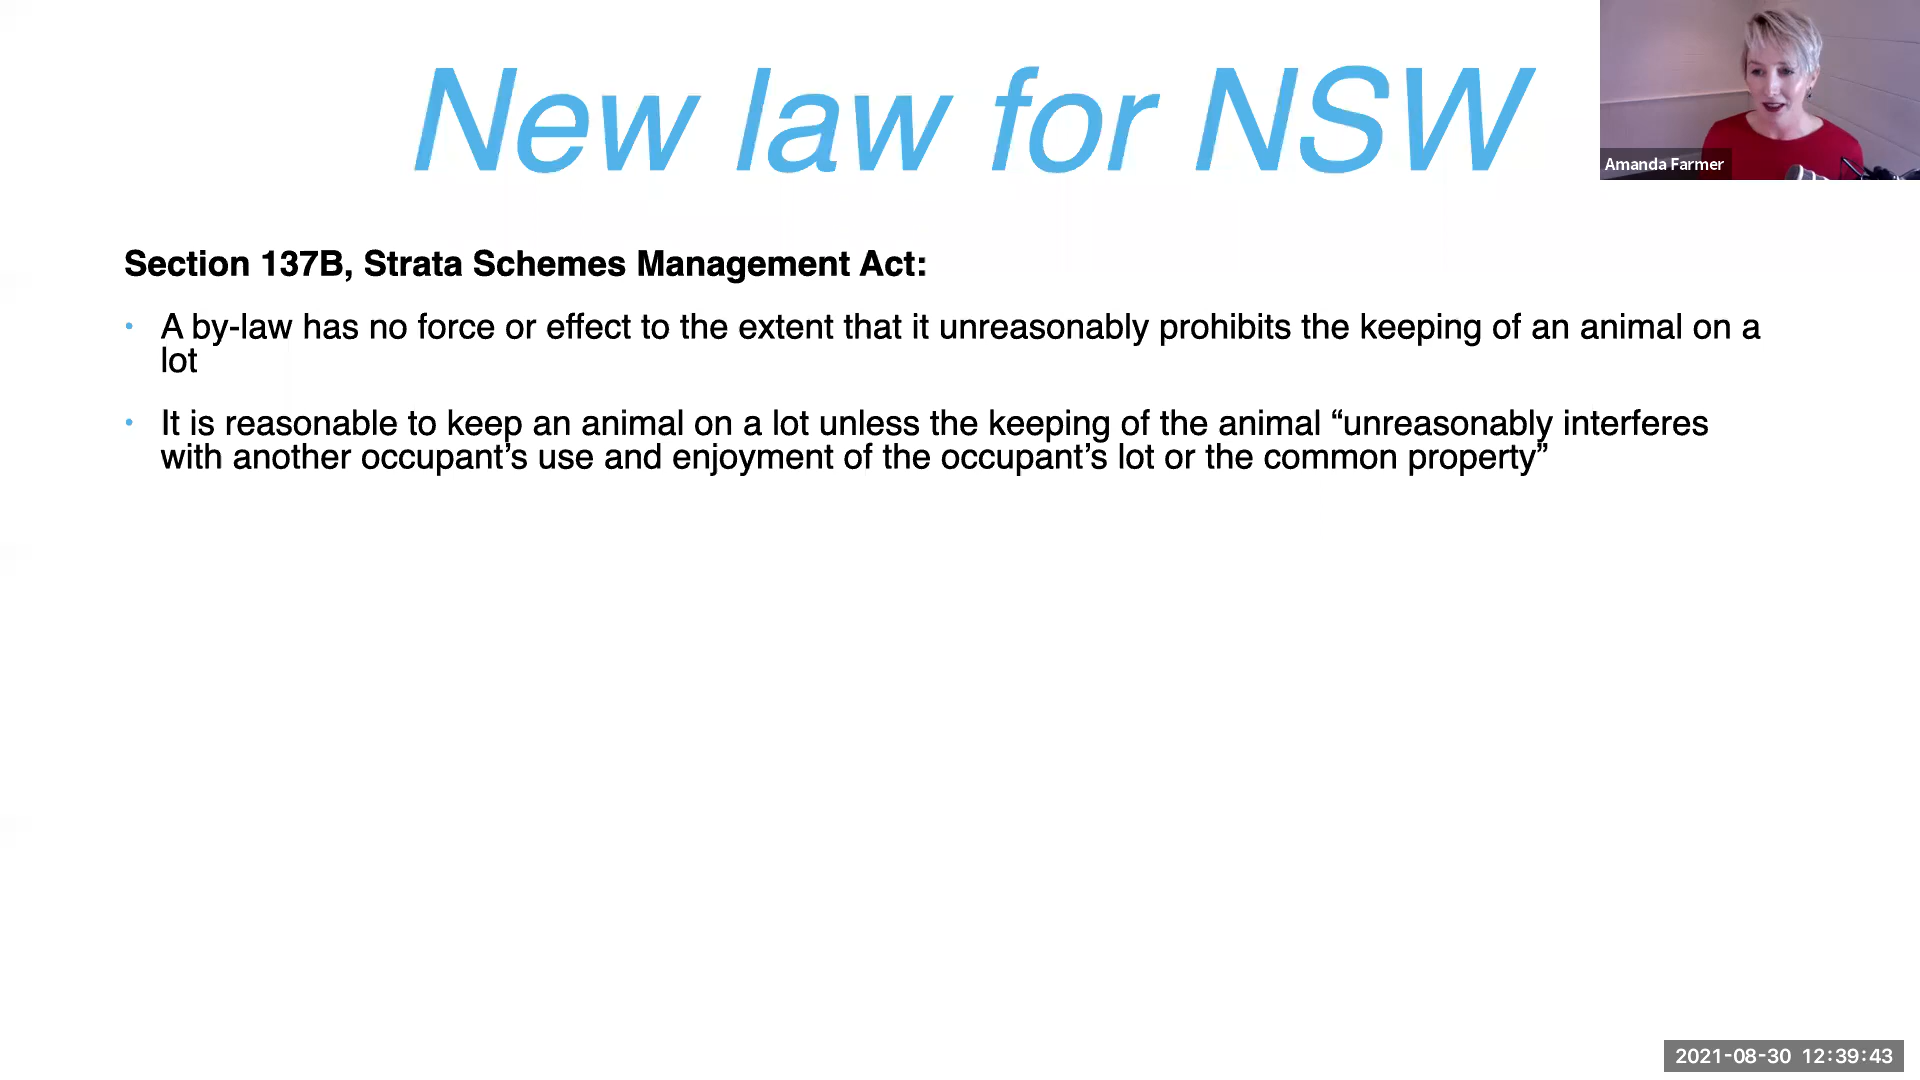 New law for NSW
Amanda Farmer
Section 137B, Strata Schemes Management Act:
• A by-law has no force or effect to the extent that it unreasonably prohibits the keeping of an animal on a
lot
• It is reasonable to keep an animal on a lot unless the keeping of the animal “unreasonably interferes
with another occupant’s use and enjoyment of the occupant’s lot or the common property”
2021-08-30 12:39:43